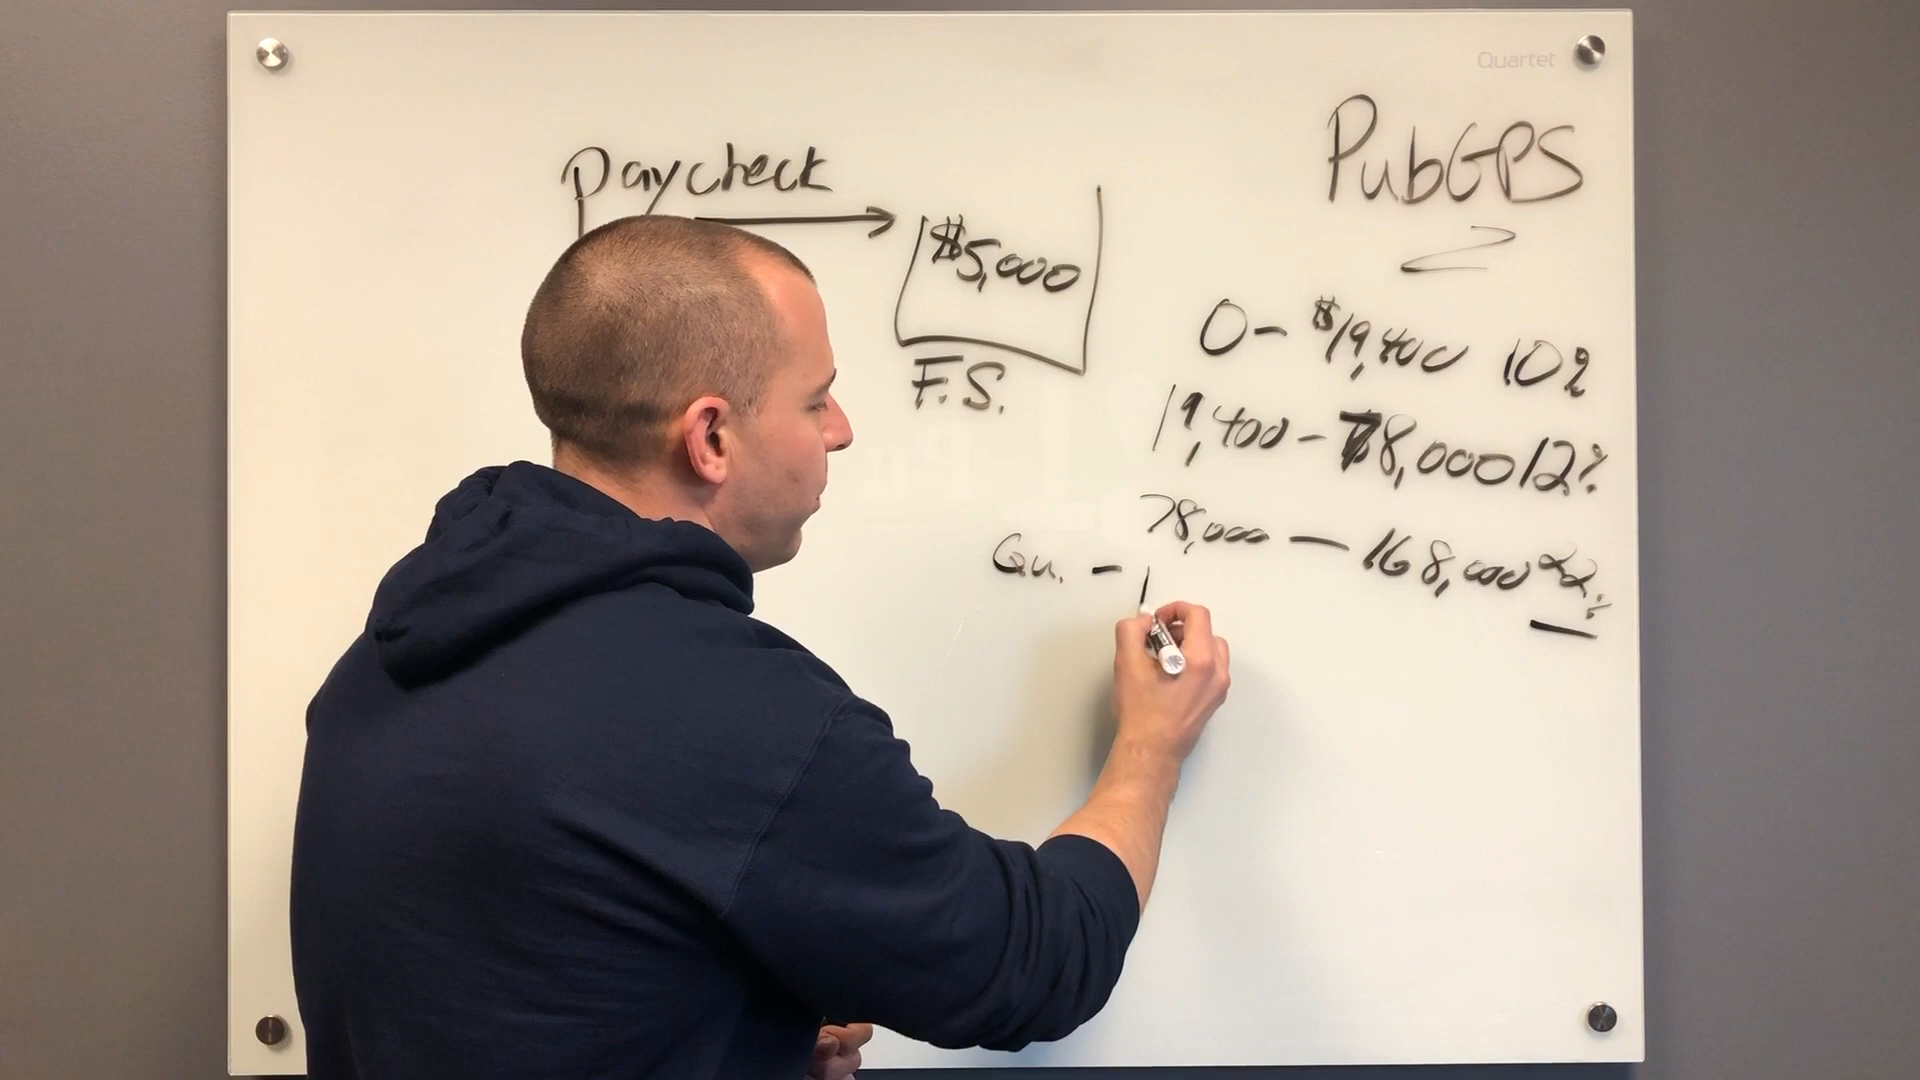 Quartet
PubGPS
Paycheck
$5,000
F.S.
0 - $19,400 10%
19,400 - 78,000 12%
78,000 — 168,000 22%
Qu. -